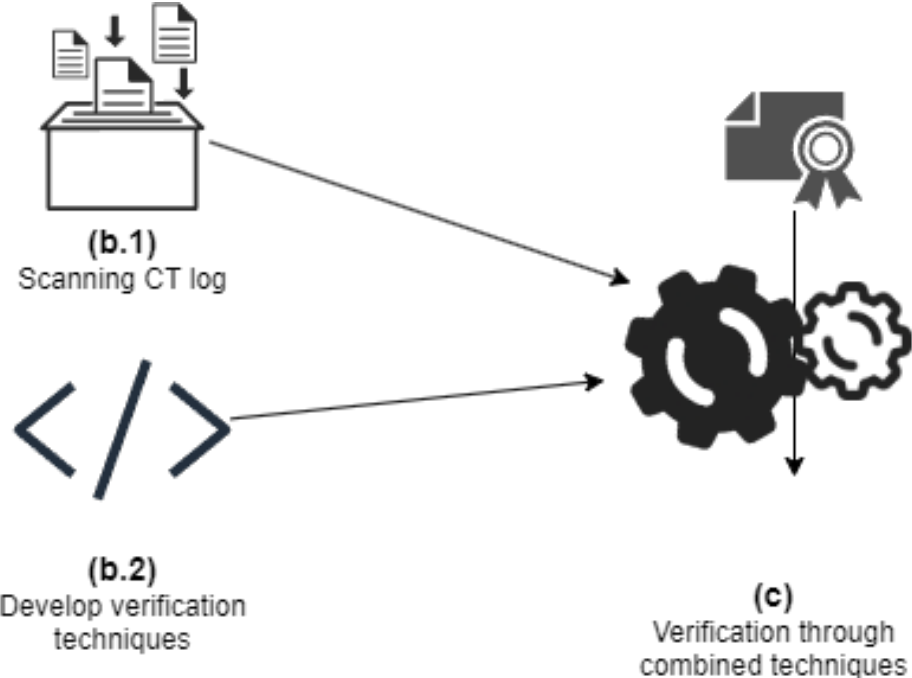 (b.1)
Scanning CT log
(b.2)
Develop verification
techniques
(c)
Verification through
combined techniques